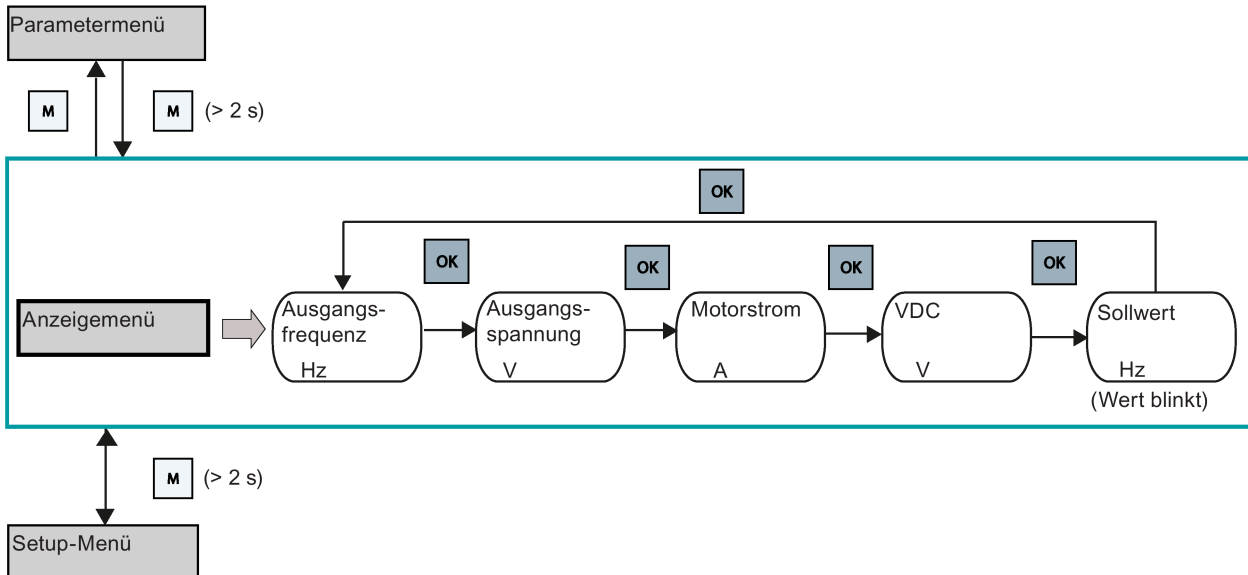 Parametermenü
M
M (> 2 s)
OK
OK
OK
OK
OK
Anzeigemenü
Ausgangs-
frequenz
Hz
Ausgangs-
spannung
V
Motorstrom
A
VDC
V
Sollwert
Hz
(Wert blinkt)
M (> 2 s)
Setup-Menü